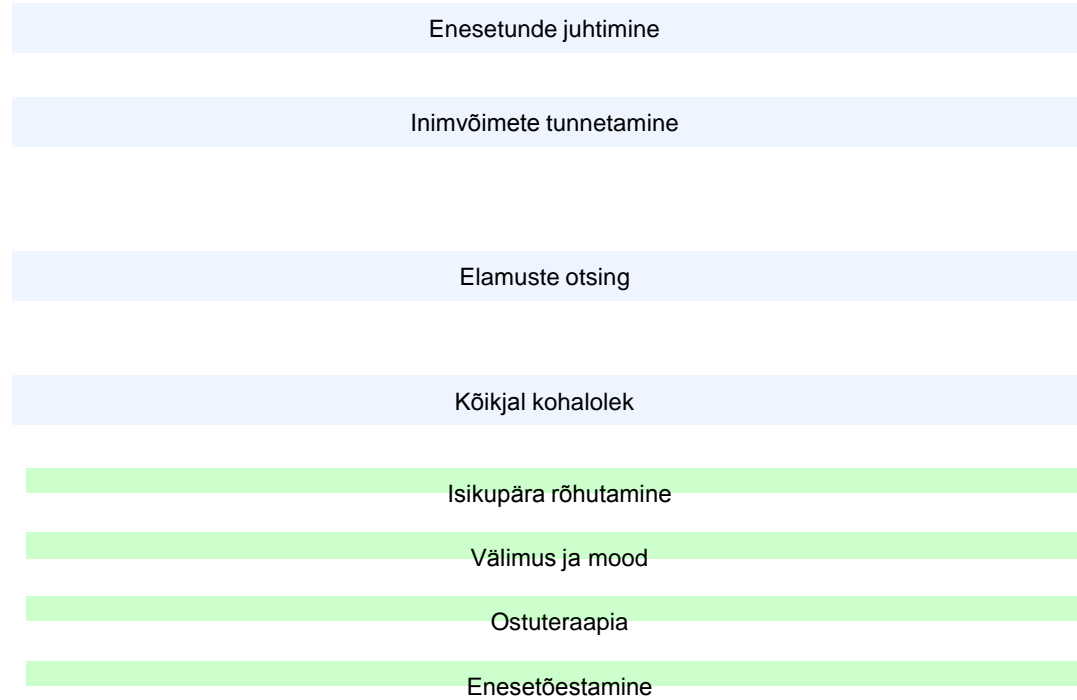 Enesetunde juhtimine
Inimvõimete tunnetamine
Elamuste otsing
Kõikjal kohalolek
Isikupära rõhutamine
Välimus ja mood
Ostuteraapia
Enesetõestamine